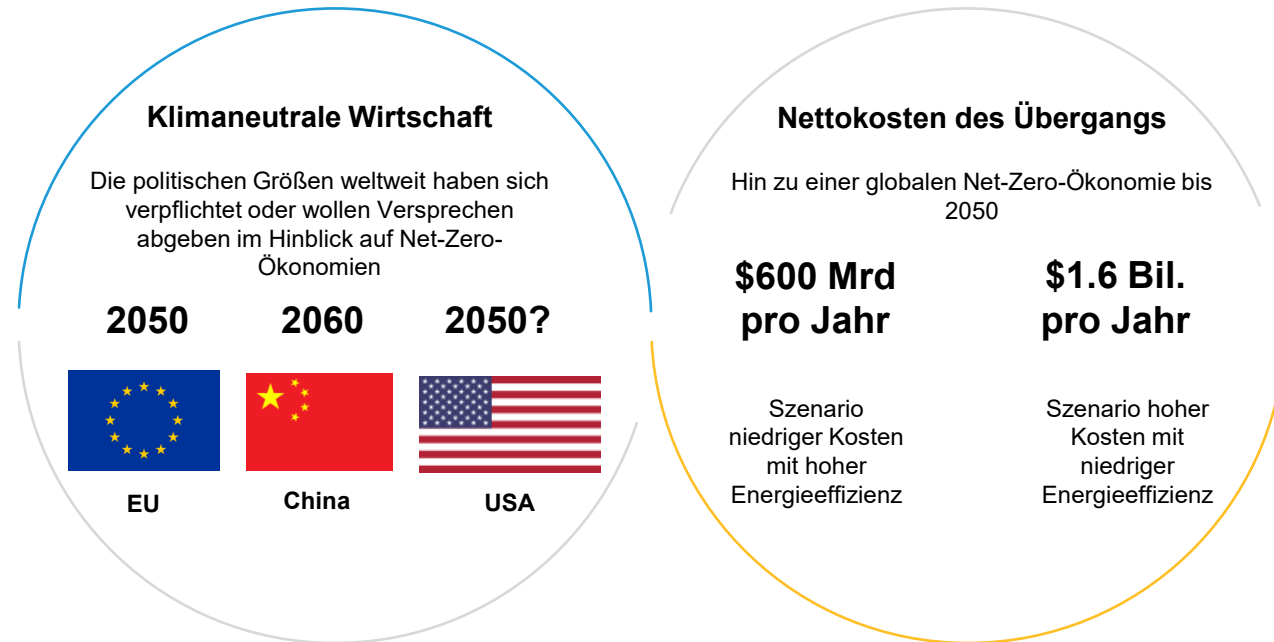 Klimaneutrale Wirtschaft
Die politischen Größen weltweit haben sich
verpflichtet oder wollen Versprechen
abgeben im Hinblick auf Net-Zero-
Ökonomien
2050
2060
2050?
EU
China
USA
Nettokosten des Übergangs
Hin zu einer globalen Net-Zero-Ökonomie bis
2050
$600 Mrd
pro Jahr
Szenario
niedriger Kosten
mit hoher
Energieeffizienz
$1.6 Bil.
pro Jahr
Szenario hoher
Kosten mit
niedriger
Energieeffizienz